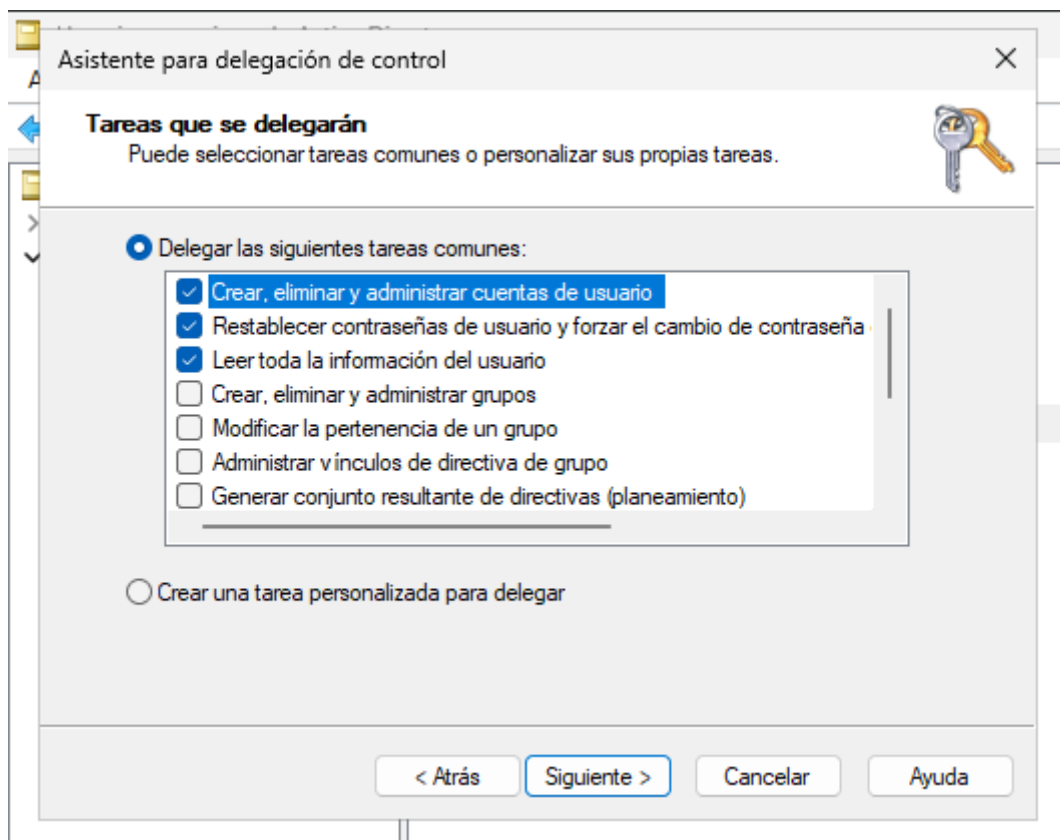 Asistente para delegación de control
Tareas que se delegarán
Puede seleccionar tareas comunes o personalizar sus propias tareas.
Delegar las siguientes tareas comunes:
Crear, eliminar y administrar cuentas de usuario
Restablecer contraseñas de usuario y forzar el cambio de contraseña
Leer toda la información del usuario
Crear, eliminar y administrar grupos
Modificar la pertenencia de un grupo
Administrar vínculos de directiva de grupo
Generar conjunto resultante de directivas (planeamiento)
Crear una tarea personalizada para delegar
< Atrás
Siguiente >
Cancelar
Ayuda